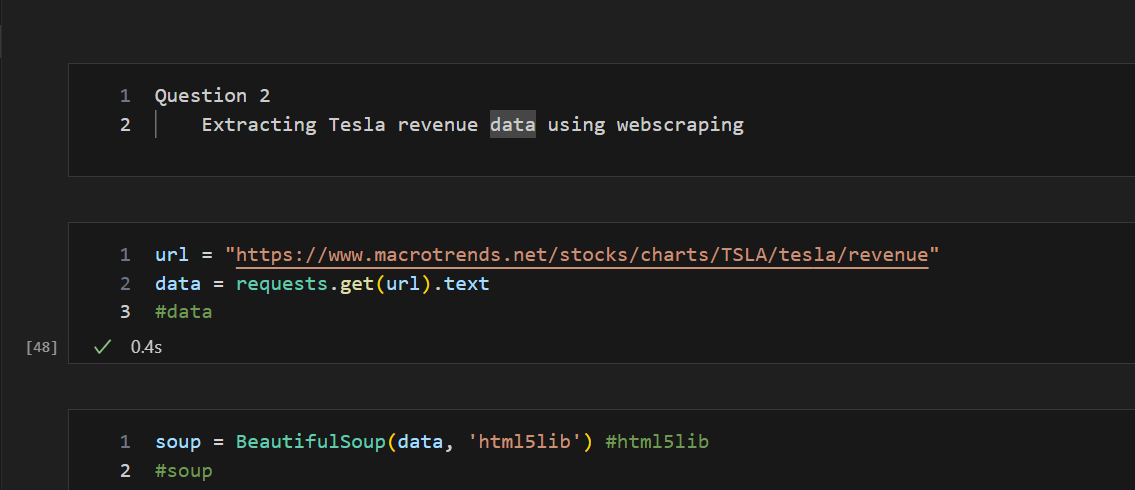 1 Question 2
2 Extracting Tesla revenue data using webscraping
1 url = "https://www.macrotrends.net/stocks/charts/TSLA/tesla/revenue"
2 data = requests.get(url).text
3 #data
[48] ✓ 0.4s
1 soup = BeautifulSoup(data, 'html5lib') #html5lib
2 #soup